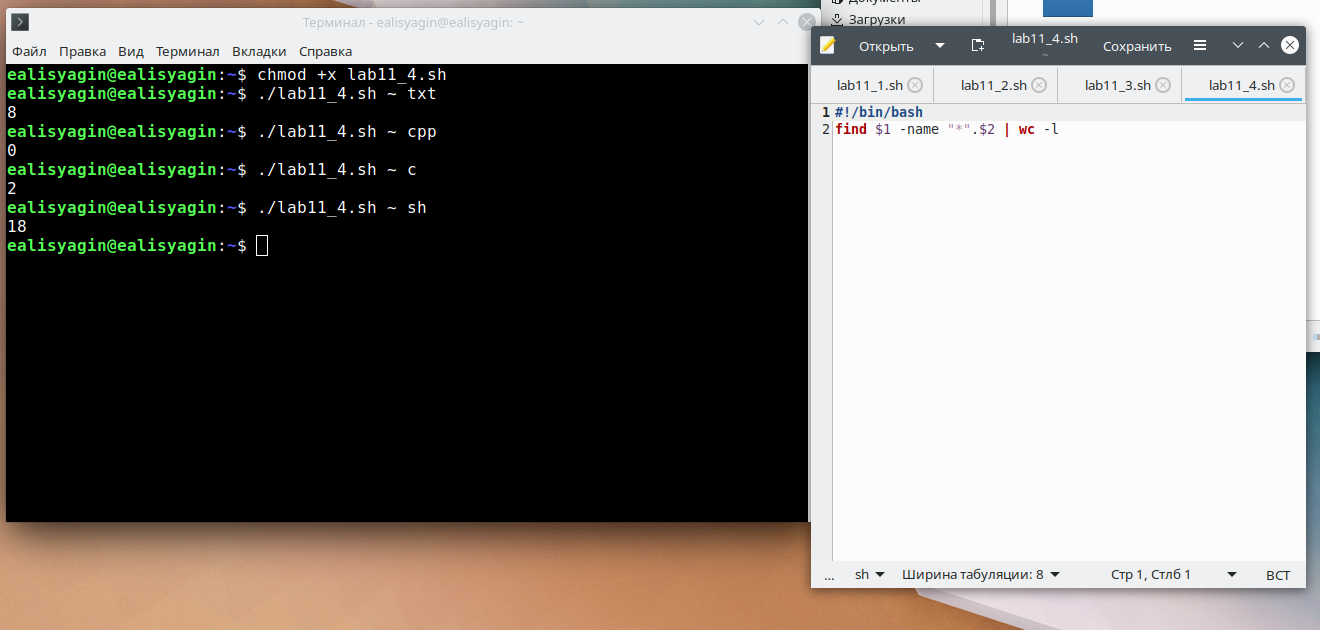 Терминал - ealisyagin@ealisyagin: ~
Файл Правка Вид Терминал Вкладки Справка
ealisyagin@ealisyagin:~$ chmod +x lab11_4.sh
ealisyagin@ealisyagin:~$ ./lab11_4.sh ~ txt
8
ealisyagin@ealisyagin:~$ ./lab11_4.sh ~ cpp
0
ealisyagin@ealisyagin:~$ ./lab11_4.sh ~ c
2
ealisyagin@ealisyagin:~$ ./lab11_4.sh ~ sh
18
ealisyagin@ealisyagin:~$
Документы
Загрузки
Открыть lab11_4.sh Сохранить
~
lab11_1.sh lab11_2.sh lab11_3.sh lab11_4.sh
1 #!/bin/bash
2 find $1 -name "*".$2 | wc -l
... sh Ширина табуляции: 8 Стр 1, Стлб 1 ВСТ